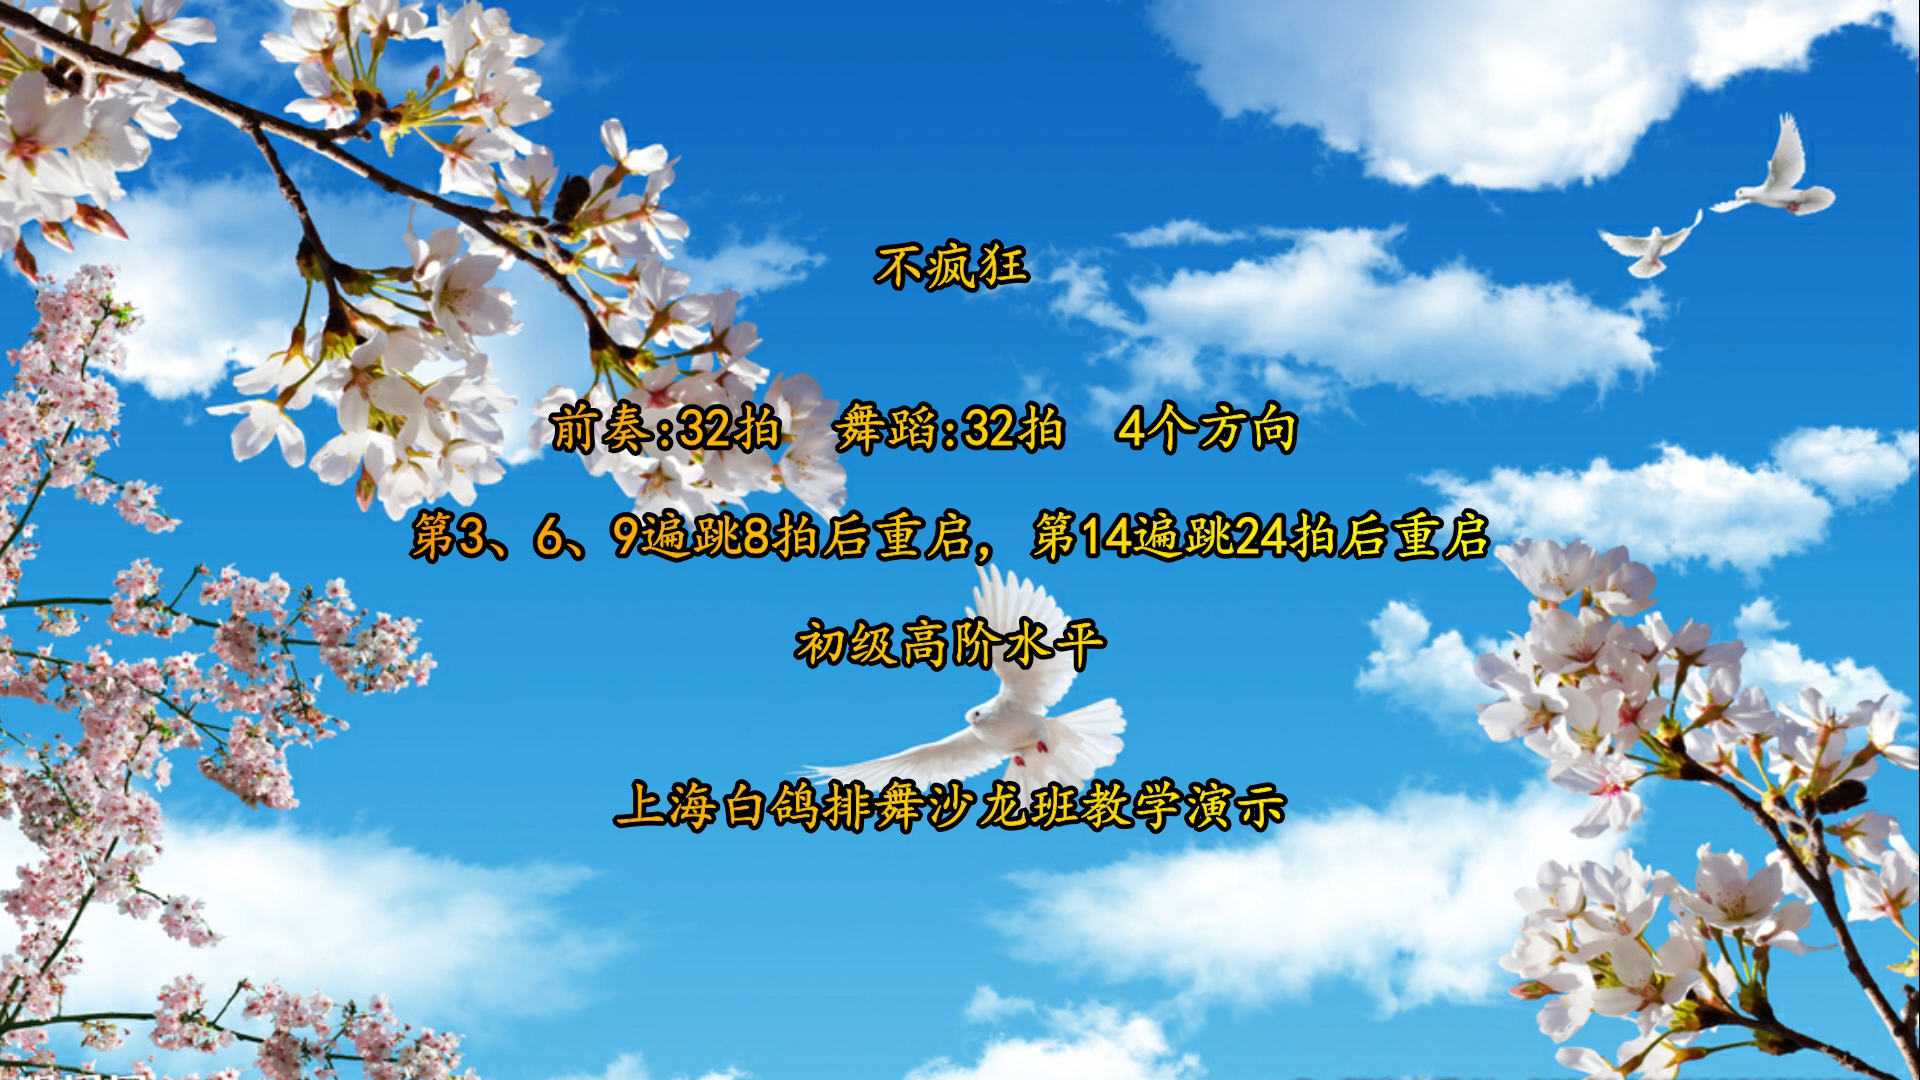 不疯狂
前奏:32拍 舞蹈:32拍 4个方向
第3、6、9遍跳8拍后重启，第14遍跳24拍后重启
初级高阶水平
上海白鸽排舞沙龙班教学演示